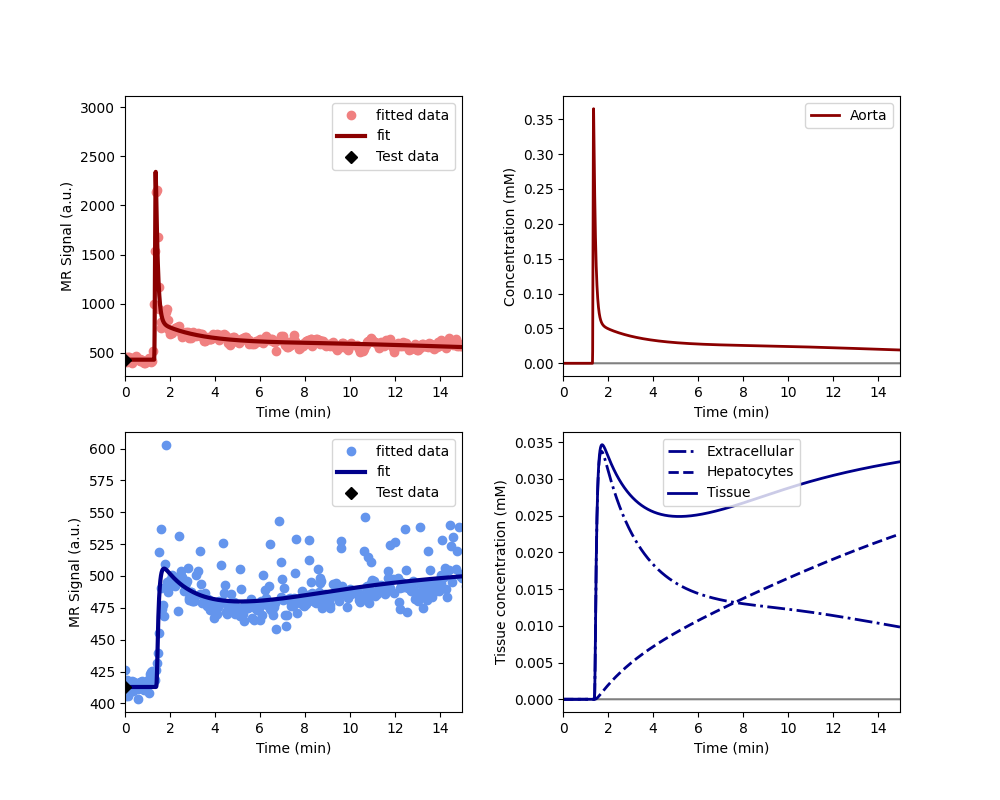 3000
2500
2000
1500
1000
500
MR Signal (a.u.)
fitted data
fit
Test data
0 2 4 6 8 10 12 14
Time (min)
0.35
0.30
0.25
0.20
0.15
0.10
0.05
0.00
Concentration (mM)
Aorta
0 2 4 6 8 10 12 14
Time (min)
600
575
550
525
500
475
450
425
400
MR Signal (a.u.)
fitted data
fit
Test data
0 2 4 6 8 10 12 14
Time (min)
0.035
0.030
0.025
0.020
0.015
0.010
0.005
0.000
Tissue concentration (mM)
Extracellular
Hepatocytes
Tissue
0 2 4 6 8 10 12 14
Time (min)